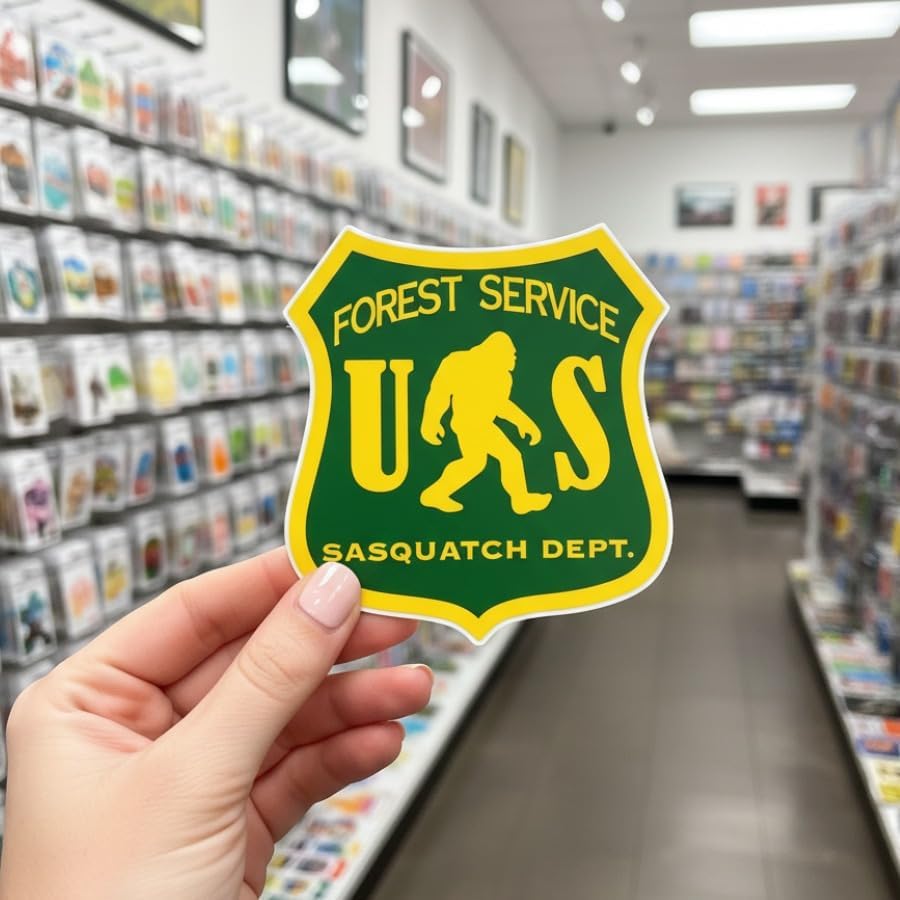 FOREST SERVICE
U S
SASQUATCH DEPT.